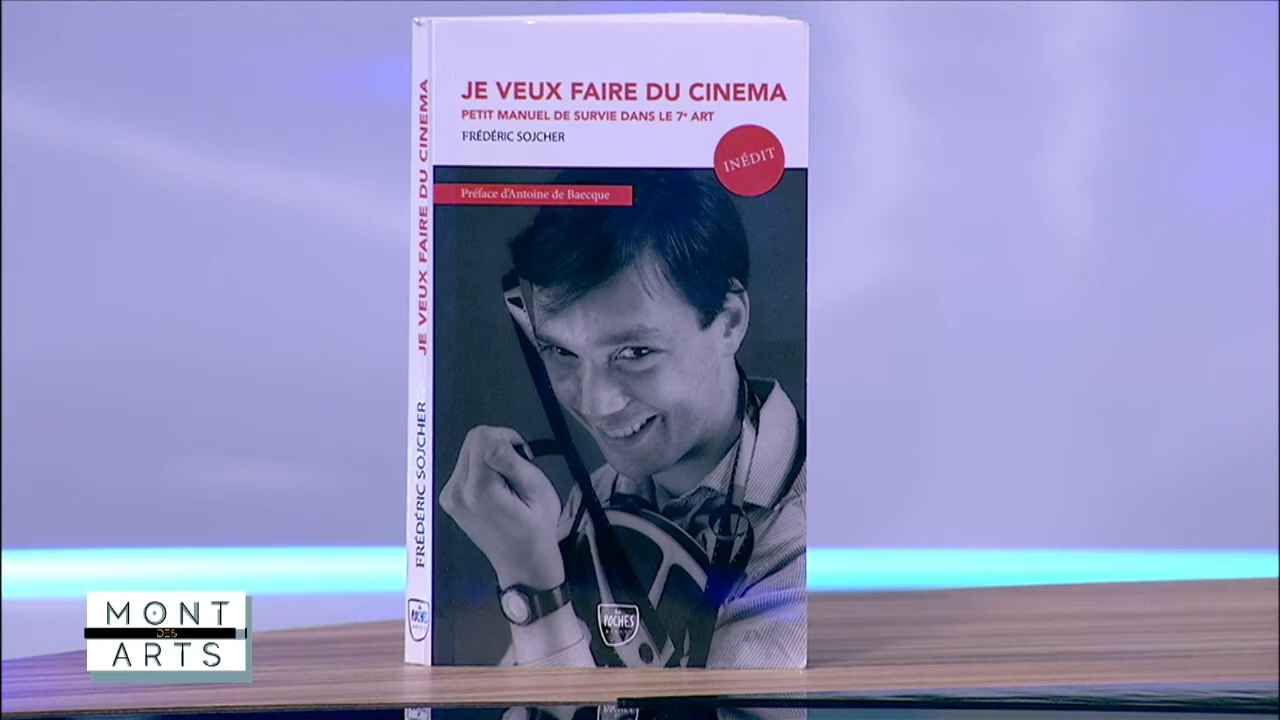 JE VEUX FAIRE DU CINEMA
PETIT MANUEL DE SURVIE DANS LE 7e ART
FRÉDÉRIC SOJCHER
INÉDIT
Préface d'Antoine de Baecque
FRÉDÉRIC SOJCHER JE VEUX FAIRE DU CINEMA
POCHES
MONT
DES
ARTS